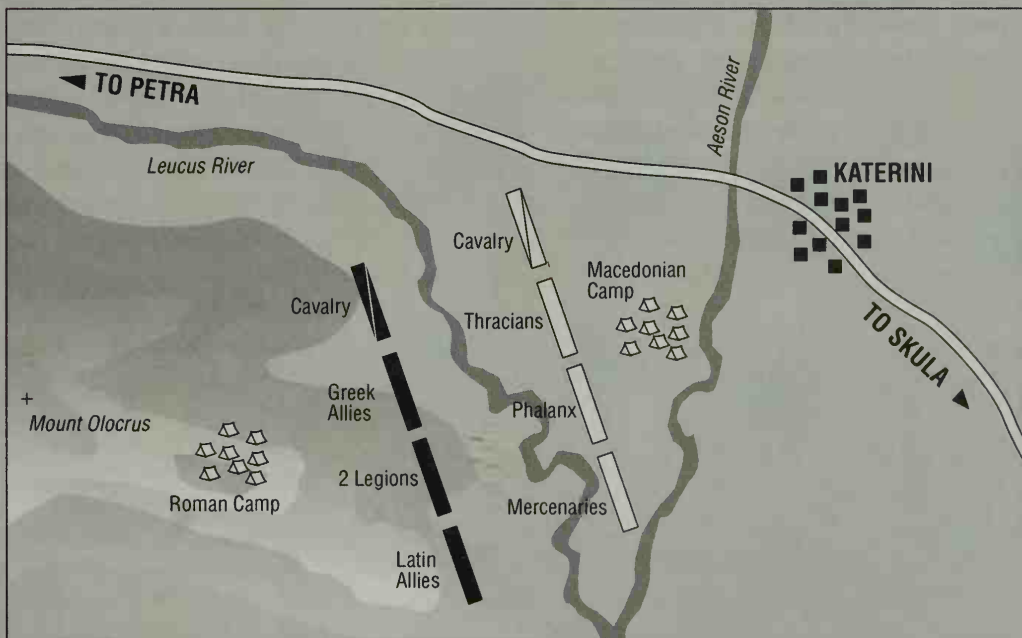 TO PETRA
Leucus River
Aeson River
KATERINI
Cavalry
Macedonian
Camp
Cavalry
Thracians
TO SKULA
Greek
Allies
Phalanx
Mount Olocrus
2 Legions
Roman Camp
Mercenaries
Latin
Allies